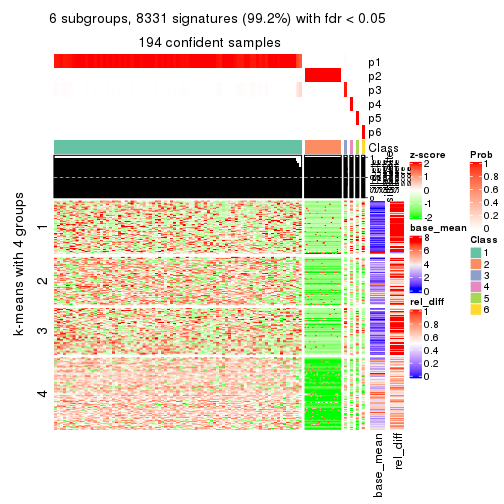 6 subgroups, 8331 signatures (99.2%) with fdr < 0.05
194 confident samples
p1
p2
p3
p4
p5
p6
Class
k-means with 4 groups
1
2
3
4
base_mean
rel_diff
z-score
2
1
0
-1
-2
base_mean
8
6
4
2
0
rel_diff
1
0.8
0.6
0.4
0.2
0
Prob
1
0.8
0.6
0.4
0.2
0
Class
1
2
3
4
5
6